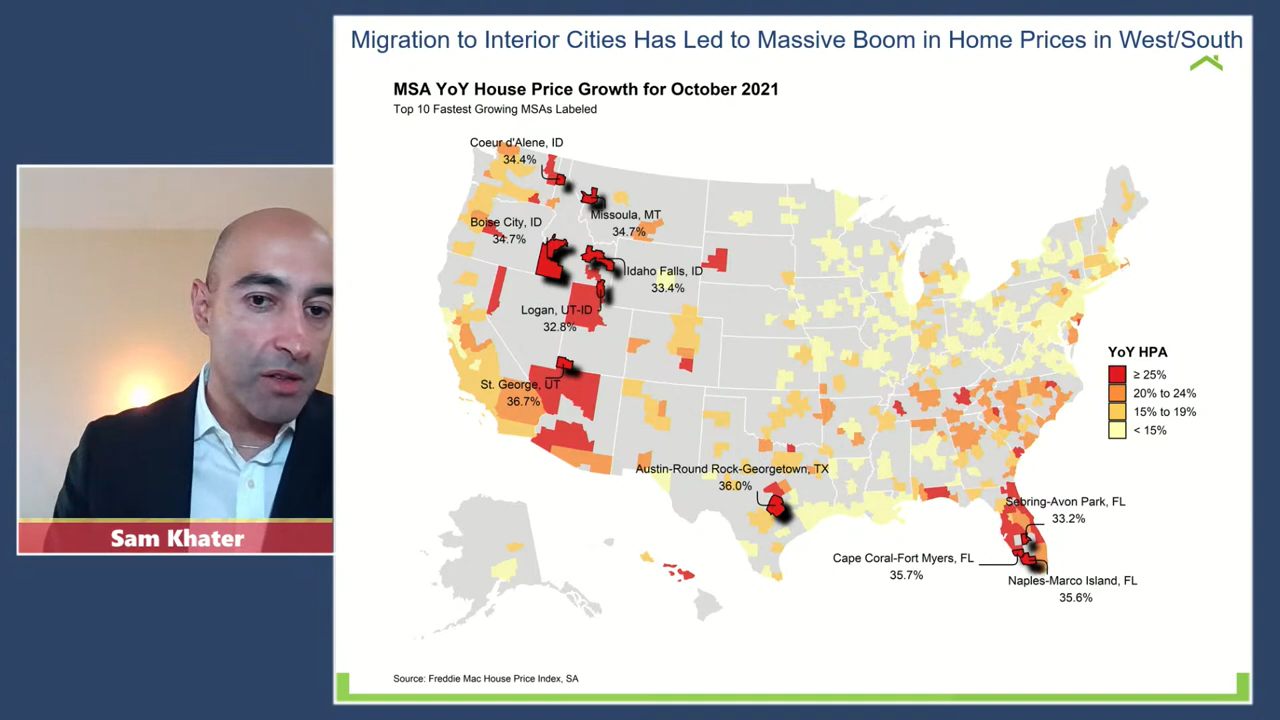 Migration to Interior Cities Has Led to Massive Boom in Home Prices in West/South
MSA YoY House Price Growth for October 2021
Top 10 Fastest Growing MSAs Labeled
Coeur d'Alene, ID
34.4%
Missoula, MT
34.7%
Boise City, ID
34.7%
Idaho Falls, ID
33.4%
Logan, UT-ID
32.8%
St. George, UT
36.7%
Austin-Round Rock-Georgetown, TX
36.0%
Sebring-Avon Park, FL
33.2%
Cape Coral-Fort Myers, FL
35.7%
Naples-Marco Island, FL
35.6%
YoY HPA
≥ 25%
20% to 24%
15% to 19%
< 15%
Source: Freddie Mac House Price Index, SA
Sam Khater